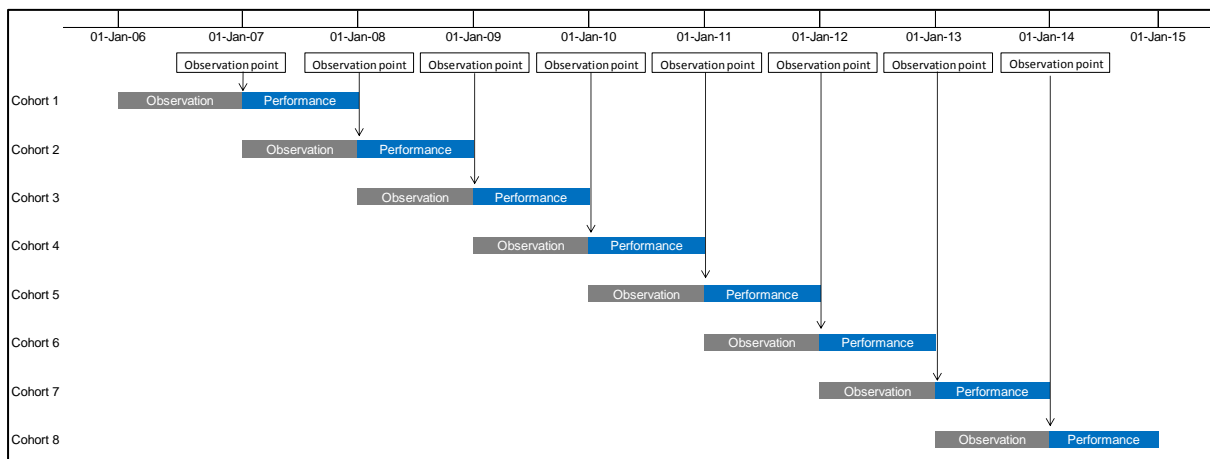 01-Jan-06 01-Jan-07 01-Jan-08 01-Jan-09 01-Jan-10 01-Jan-11 01-Jan-12 01-Jan-13 01-Jan-14 01-Jan-15
Observation point Observation point Observation point Observation point Observation point Observation point Observation point Observation point
Cohort 1 Observation Performance
Cohort 2 Observation Performance
Cohort 3 Observation Performance
Cohort 4 Observation Performance
Cohort 5 Observation Performance
Cohort 6 Observation Performance
Cohort 7 Observation Performance
Cohort 8 Observation Performance